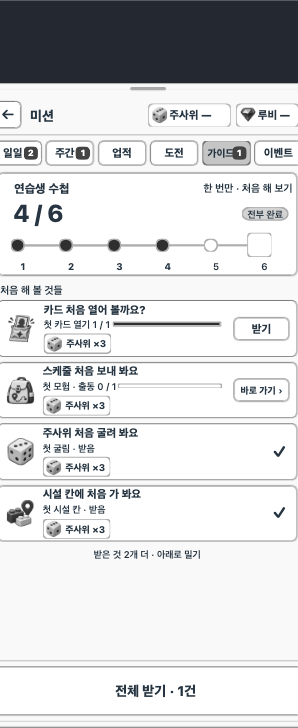 ← 미션 주사위 — 루비 —
일일 2 주간 1 업적 도전 가이드 1 이벤트
연습생 수첩 한 번만 · 처음 해 보기
4 / 6 전부 완료
1 2 3 4 5 6
처음 해 볼 것들
카드 처음 열어 볼까요?
첫 카드 열기 1 / 1
주사위 ×3
받기
스케줄 처음 보내 봐요
첫 모험 · 출동 0 / 1
주사위 ×3
바로 가기 ›
주사위 처음 굴려 봐요
첫 굴림 · 받음
주사위 ×3
시설 칸에 처음 가 봐요
첫 시설 칸 · 받음
주사위 ×3
받은 것 2개 더 · 아래로 밀기
전체 받기 · 1건